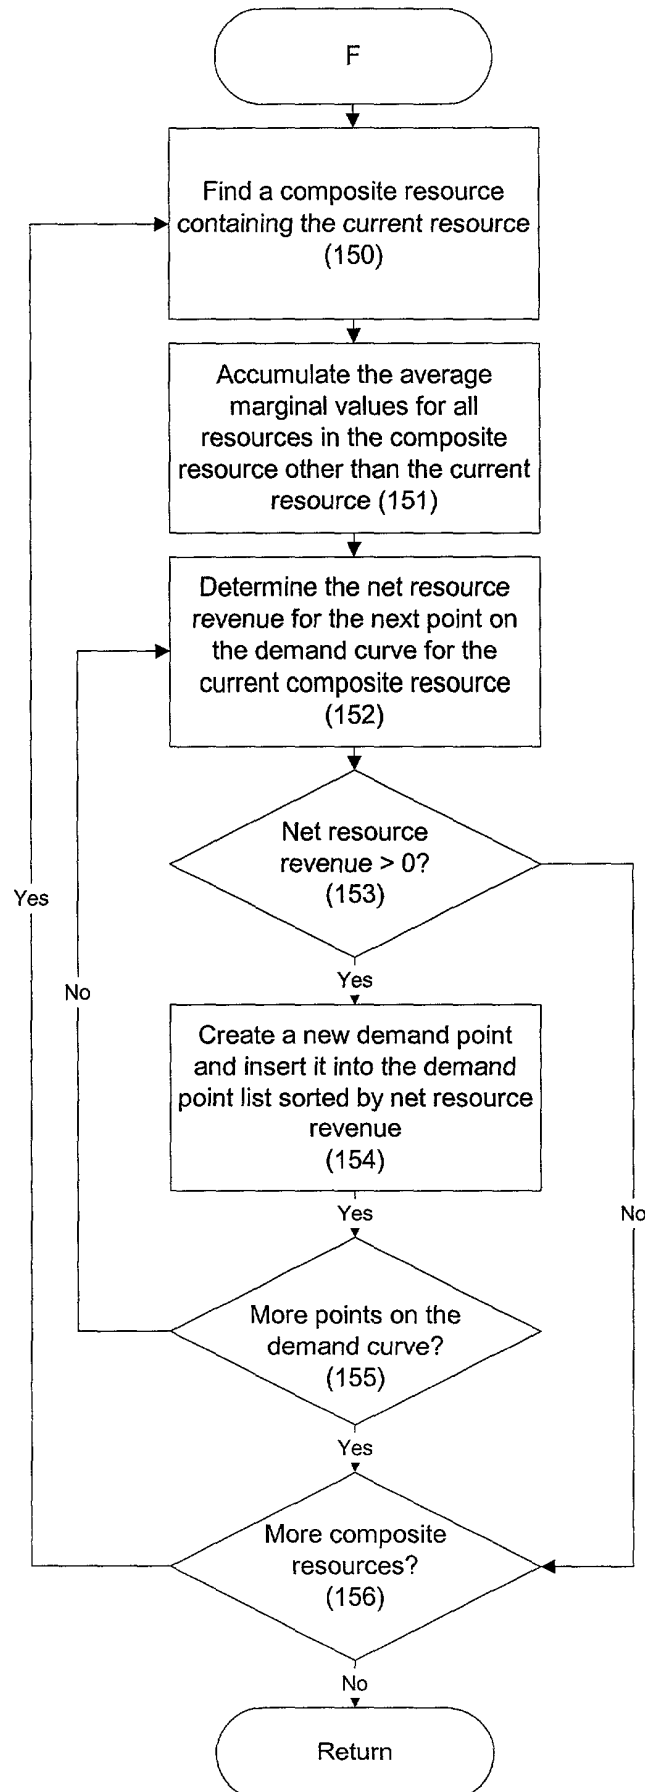 F
Find a composite resource
containing the current resource
(150)
Accumulate the average
marginal values for all
resources in the composite
resource other than the current
resource (151)
Determine the net resource
revenue for the next point on
the demand curve for the
current composite resource
(152)
Net resource
revenue > 0?
(153)
Yes
No
Yes
Create a new demand point
and insert it into the demand
point list sorted by net resource
revenue
(154)
Yes
No
More points on the
demand curve?
(155)
Yes
More composite
resources?
(156)
No
Return